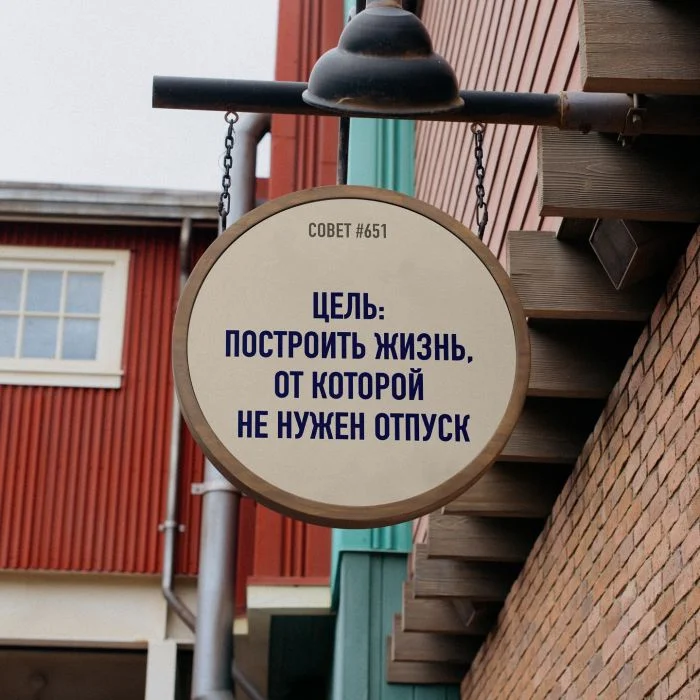 СОВЕТ #651
ЦЕЛЬ:
ПОСТРОИТЬ ЖИЗНЬ,
ОТ КОТОРОЙ
НЕ НУЖЕН ОТПУСК